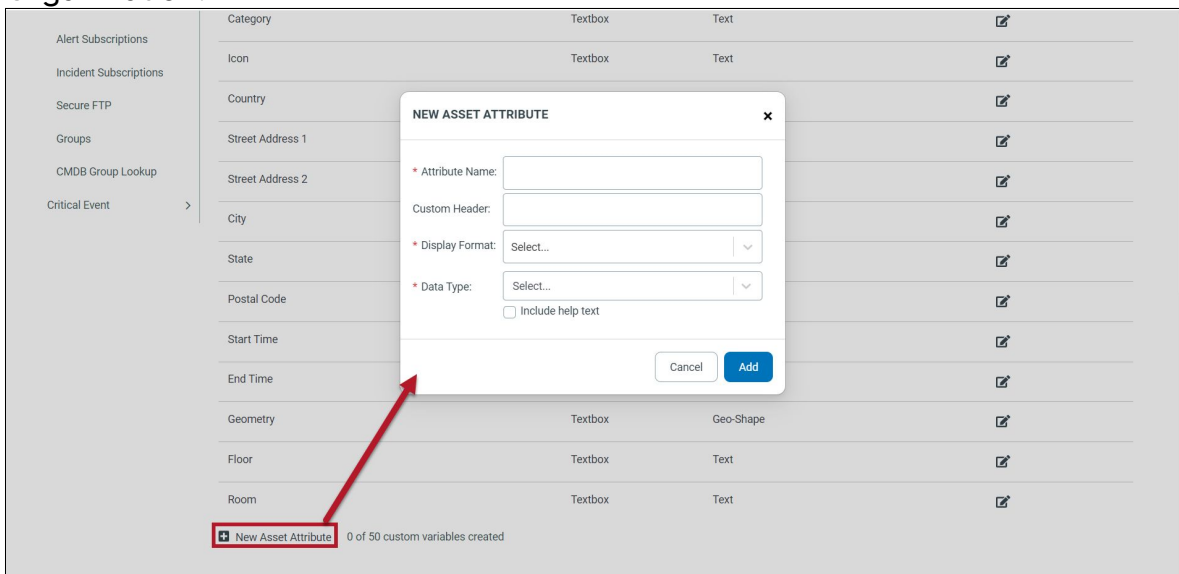 Alert Subscriptions
Incident Subscriptions
Secure FTP
Groups
CMDB Group Lookup
Critical Event >
Category Textbox Text
Icon Textbox Text
Country
Street Address 1
Street Address 2
City
State
Postal Code
Start Time
End Time
Geometry Textbox Geo-Shape
Floor Textbox Text
Room Textbox Text
New Asset Attribute 0 of 50 custom variables created
NEW ASSET ATTRIBUTE
* Attribute Name:
Custom Header:
* Display Format: Select...
* Data Type: Select...
Include help text
Cancel Add